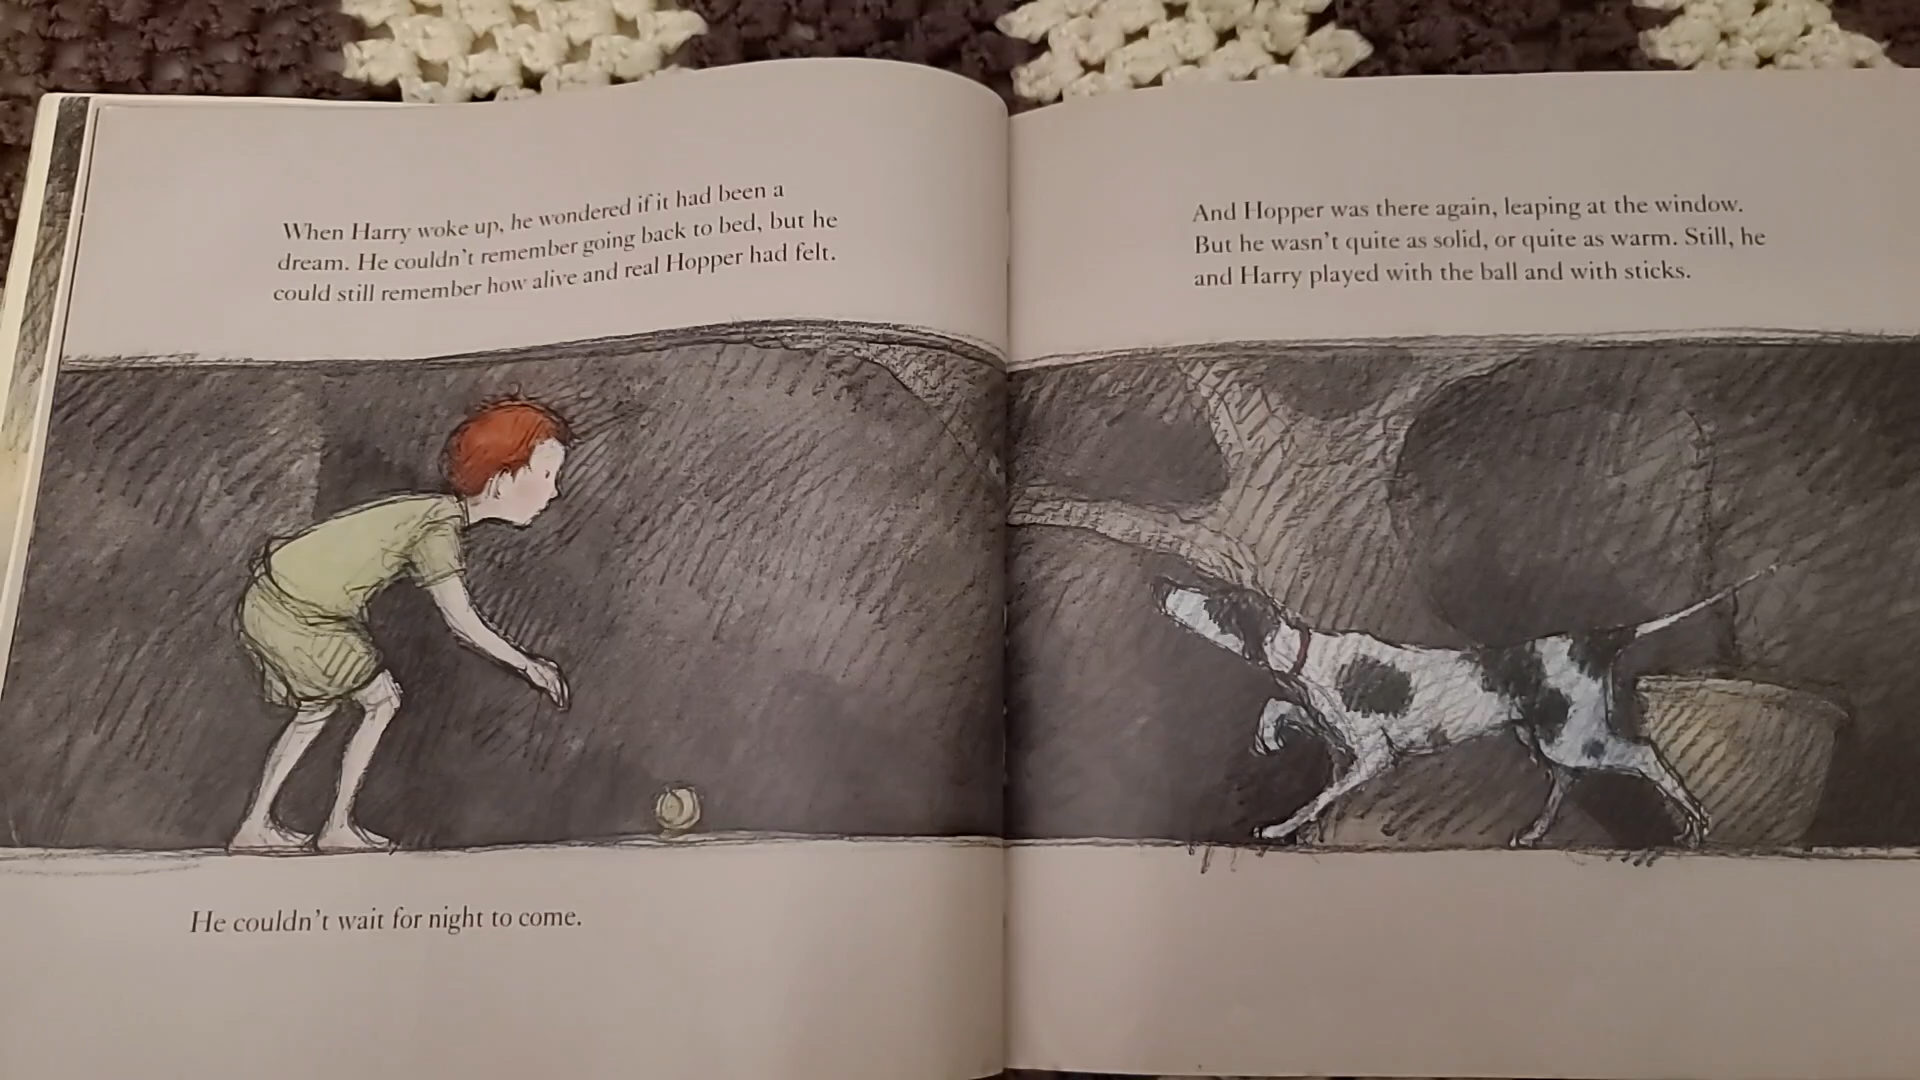 When Harry woke up, he wondered if it had been a
dream. He couldn't remember going back to bed, but he
could still remember how alive and real Hopper had felt.
He couldn't wait for night to come.
And Hopper was there again, leaping at the window.
But he wasn't quite as solid, or quite as warm. Still, he
and Harry played with the ball and with sticks.